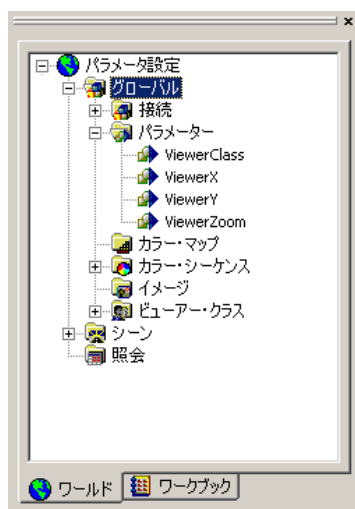 パラメータ設定
グローバル
接続
パラメーター
ViewerClass
ViewerX
ViewerY
ViewerZoom
カラー・マップ
カラー・シーケンス
イメージ
ビューアー・クラス
シーン
照会
ワールド ワークブック